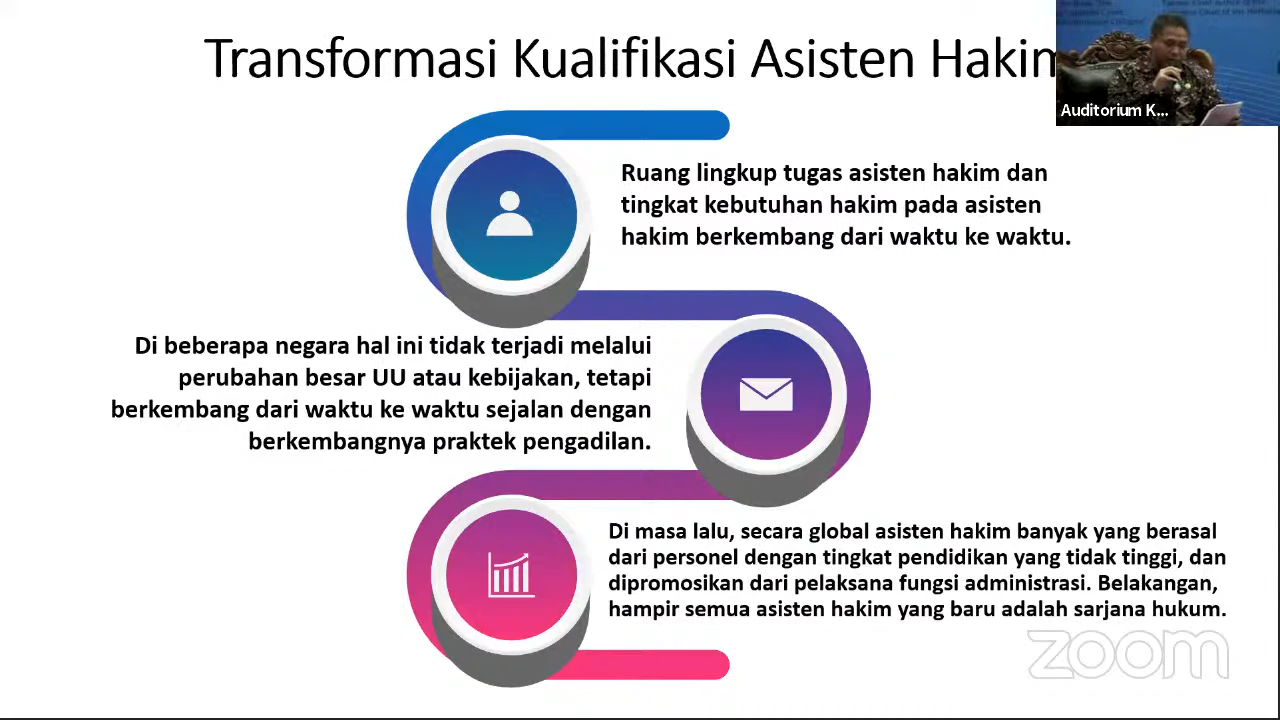 Transformasi Kualifikasi Asisten Hakim
Auditorium K...
Ruang lingkup tugas asisten hakim dan
tingkat kebutuhan hakim pada asisten
hakim berkembang dari waktu ke waktu.
Di beberapa negara hal ini tidak terjadi melalui
perubahan besar UU atau kebijakan, tetapi
berkembang dari waktu ke waktu sejalan dengan
berkembangnya praktek pengadilan.
Di masa lalu, secara global asisten hakim banyak yang berasal
dari personel dengan tingkat pendidikan yang tidak tinggi, dan
dipromosikan dari pelaksana fungsi administrasi. Belakangan,
hampir semua asisten hakim yang baru adalah sarjana hukum.
zoom